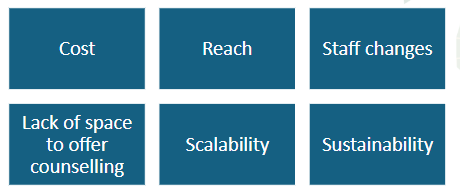 Cost
Reach
Staff changes
Lack of space
to offer
counselling
Scalability
Sustainability